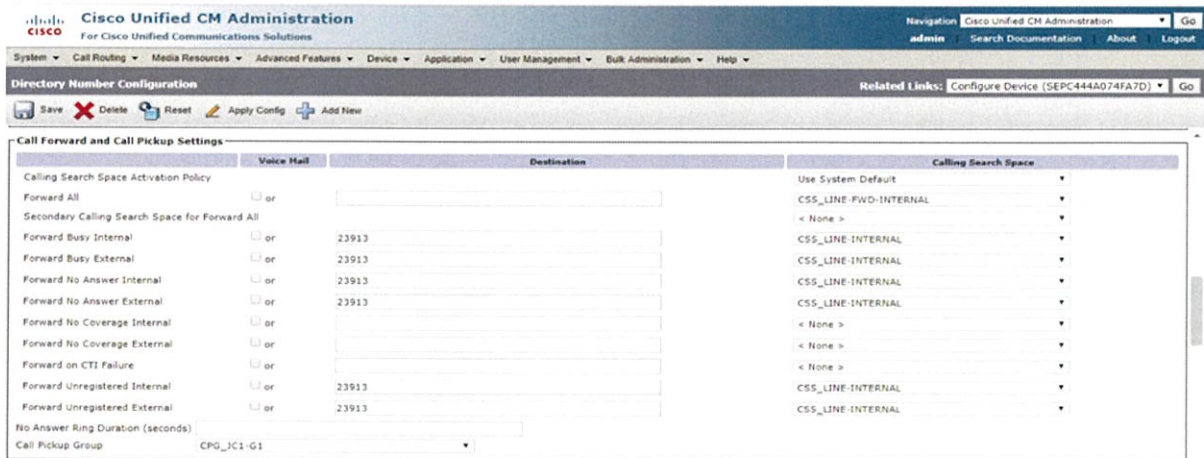 Cisco Unified CM Administration
CISCO For Cisco Unified Communications Solutions
Navigation Cisco Unified CM Administration Go
admin Search Documentation About Logout
System Call Routing Media Resources Advanced Features Device Application User Management Bulk Administration Help
Directory Number Configuration
Related Links: Configure Device (SEPC444A074FA7D) Go
Save Delete Reset Apply Config Add New
Call Forward and Call Pickup Settings
Voice Mail Destination Calling Search Space
Calling Search Space Activation Policy Use System Default
Forward All or CSS_LINE-FWD-INTERNAL
Secondary Calling Search Space for Forward All < None >
Forward Busy Internal or 23913 CSS_LINE-INTERNAL
Forward Busy External or 23913 CSS_LINE-INTERNAL
Forward No Answer Internal or 23913 CSS_LINE-INTERNAL
Forward No Answer External or 23913 CSS_LINE-INTERNAL
Forward No Coverage Internal or < None >
Forward No Coverage External or < None >
Forward on CTI Failure or < None >
Forward Unregistered Internal or 23913 CSS_LINE-INTERNAL
Forward Unregistered External or 23913 CSS_LINE-INTERNAL
No Answer Ring Duration (seconds)
Call Pickup Group CPG_JC1-G1